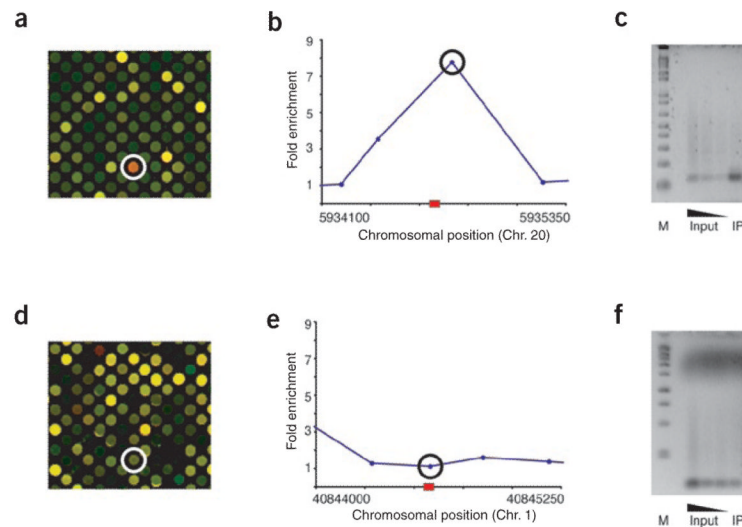 a
b
c
9
7
5
3
1
Fold enrichment
5934100
5935350
Chromosomal position (Chr. 20)
M
Input
IP
d
e
f
9
7
5
3
1
Fold enrichment
40844000
40845250
Chromosomal position (Chr. 1)
M
Input
IP